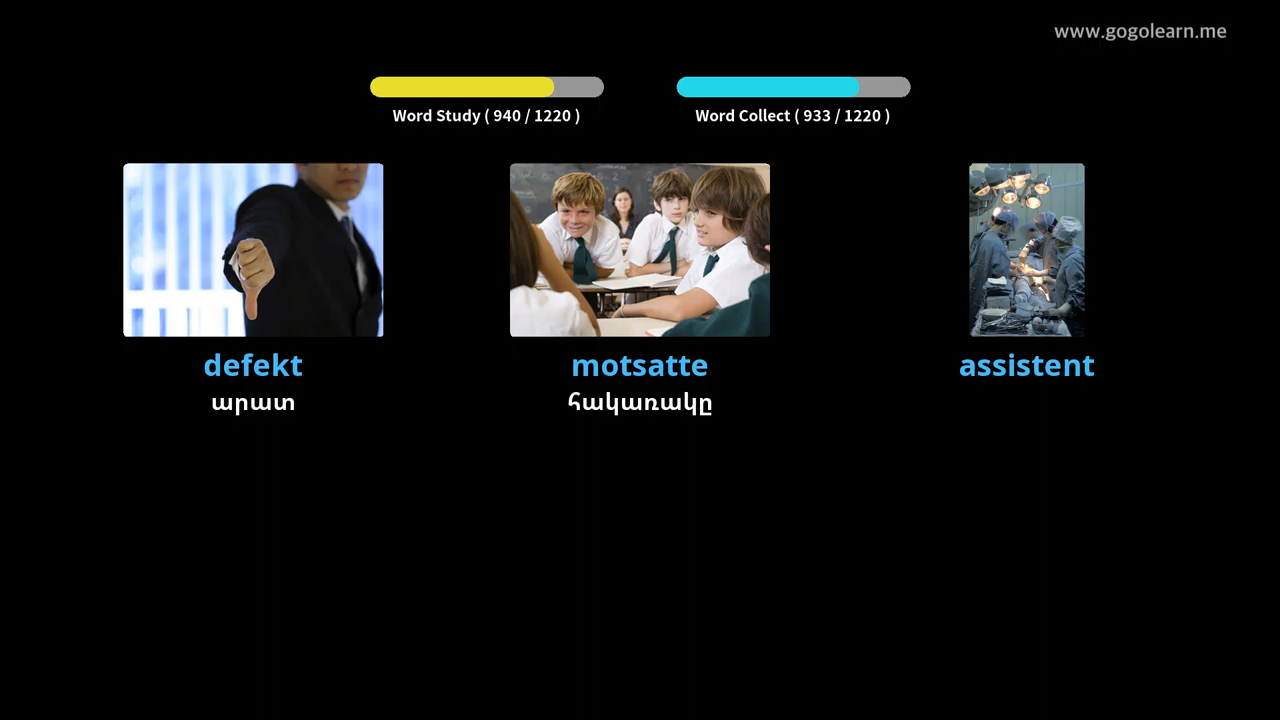 www.gogolearn.me
Word Study ( 940 / 1220 )
Word Collect ( 933 / 1220 )
defekt
motsatte
assistent
արատ
հակառակը